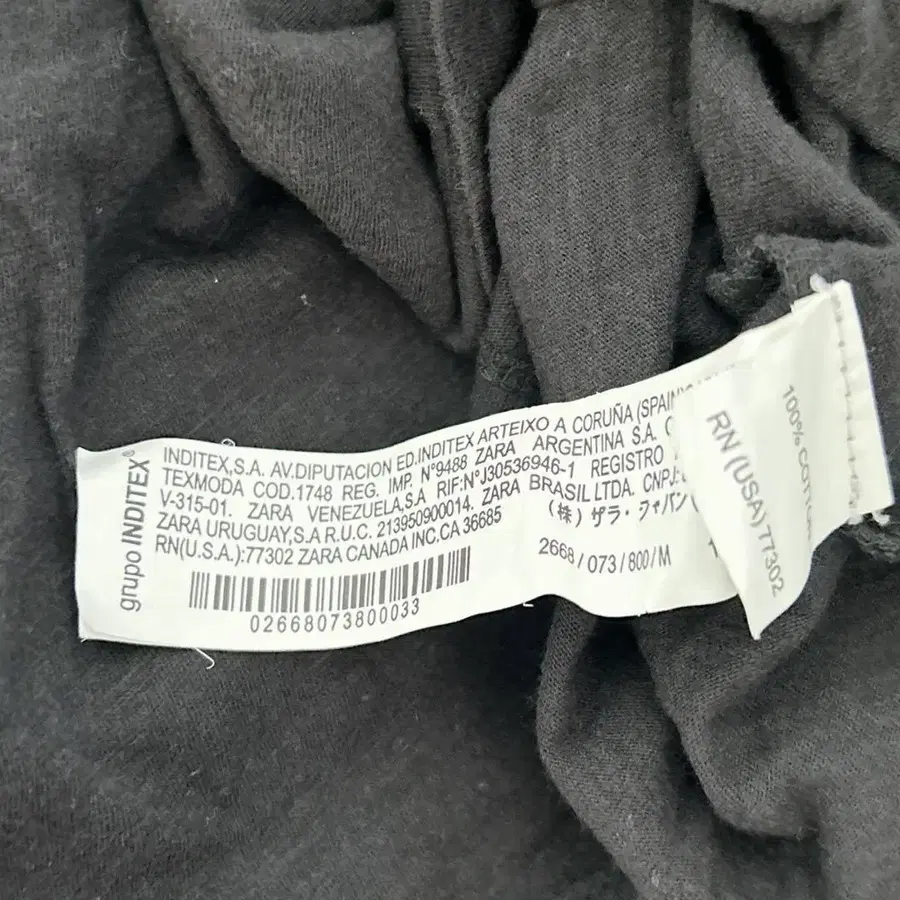 grupo INDITEX®
INDITEX,S.A. AV.DIPUTACION ED.INDITEX ARTEIXO A CORUÑA (SPAIN)
TEXMODA COD.1748 REG. IMP. N°9488 ZARA ARGENTINA S.A.
V-315-01. ZARA VENEZUELA,S.A RIF:N°J30536946-1 REGISTRO
ZARA URUGUAY,S.A R.U.C. 213950900014. ZARA BRASIL LTDA. CNPJ:
RN(U.S.A.):77302 ZARA CANADA INC.CA 36685 (株) ザラ・ジャパン
02668073800033
2668/073/800/M
RN (USA) 77302
100%